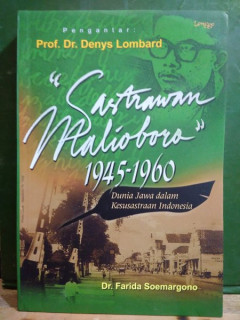 Pengantar:
Prof. Dr. Denys Lombard
"Sastrawan
Malioboro"
1945-1960
Dunia Jawa dalam
Kesusastraan Indonesia
Dr. Farida Soemargono